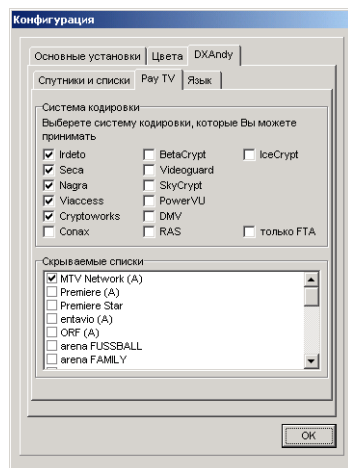 Конфигурация
Основные установки Цвета DXAndy
Спутники и списки Pay TV Язык
Система кодировки
Выберете систему кодировки, которые Вы можете
принимать
Irdeto BetaCrypt IceCrypt
Seca Videoguard
Nagra SkyCrypt
Viaccess PowerVU
Cryptoworks DMV
Conax RAS только FTA
Скрываемые списки
MTV Network (A)
Premiere (A)
Premiere Star
entavio (A)
ORF (A)
arena FUSSBALL
arena FAMILY
OK